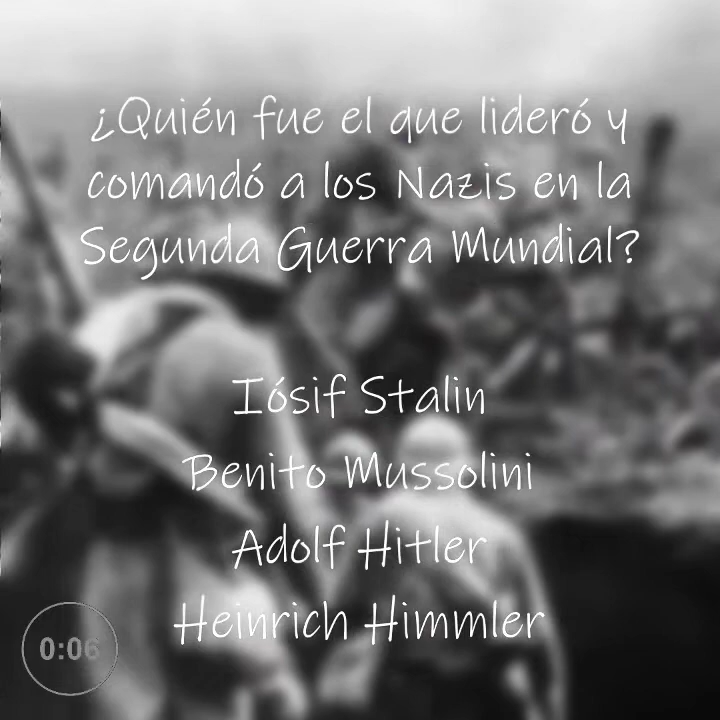 ¿Quién fue el que lideró y
comandó a los Nazis en la
Segunda Guerra Mundial?
Iósif Stalin
Benito Mussolini
Adolf Hitler
Heinrich Himmler
0:06